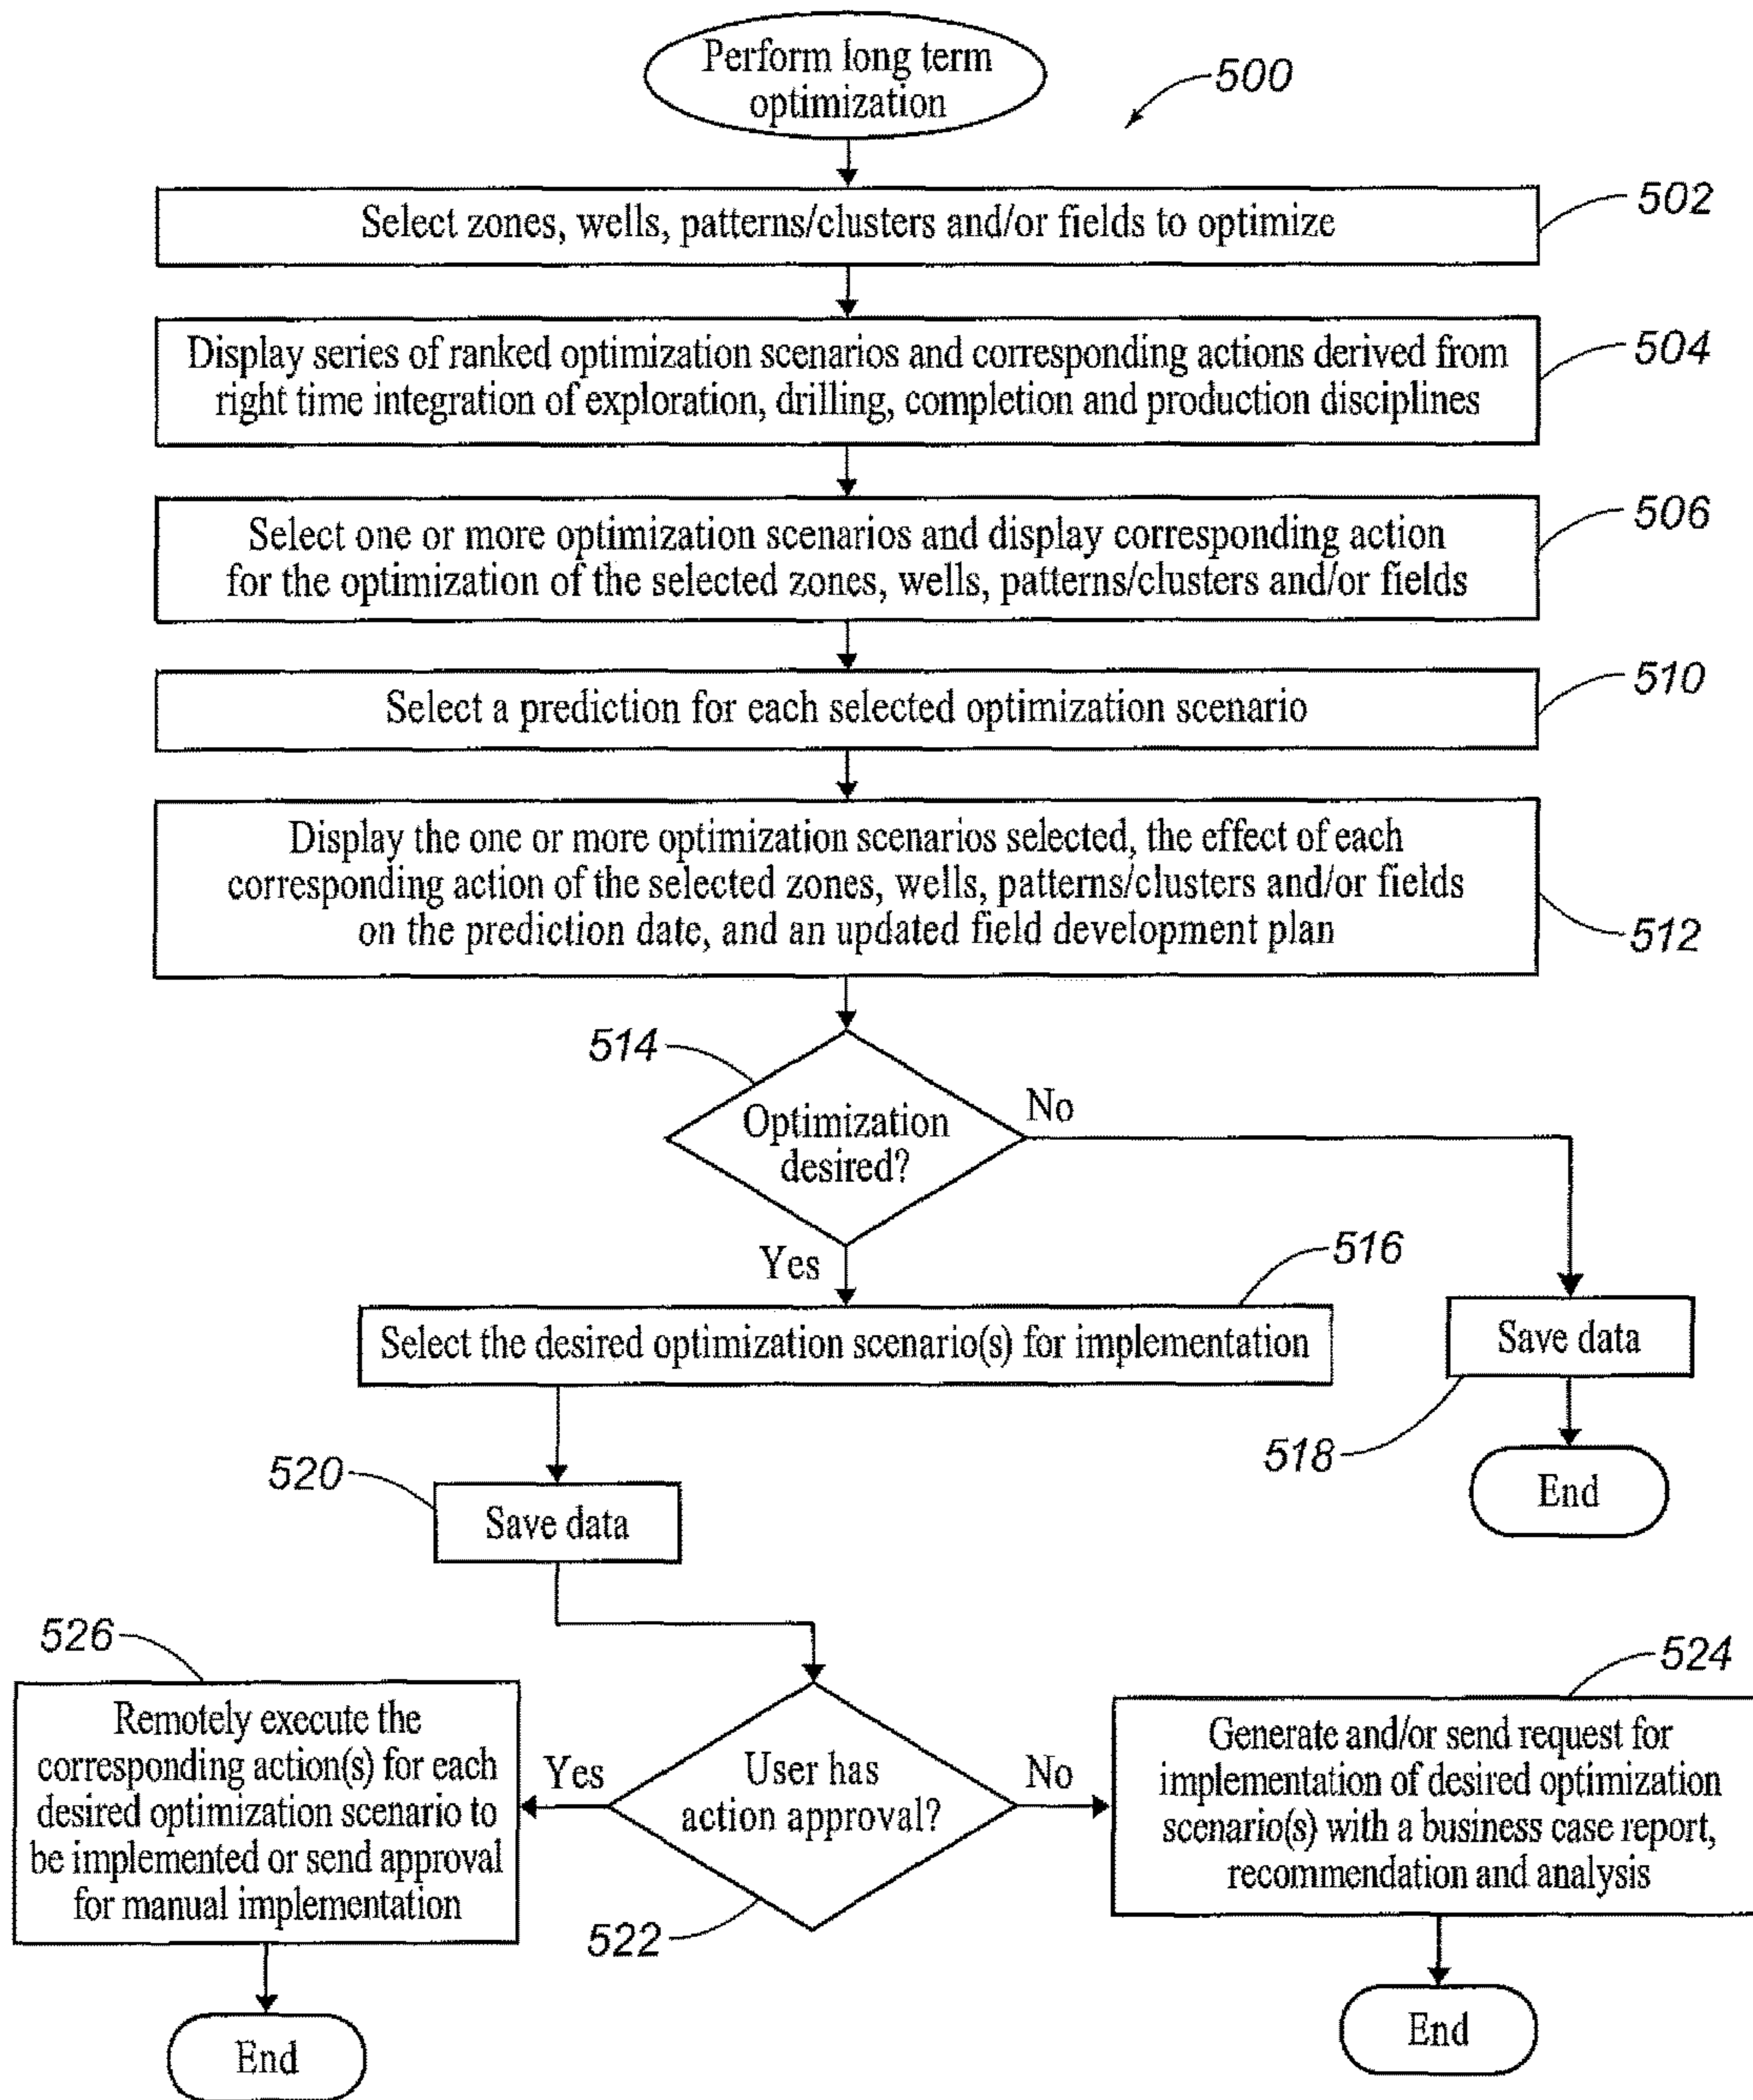 Perform long term
optimization
500
Select zones, wells, patterns/clusters and/or fields to optimize
502
Display series of ranked optimization scenarios and corresponding actions derived from
right time integration of exploration, drilling, completion and production disciplines
504
Select one or more optimization scenarios and display corresponding action
for the optimization of the selected zones, wells, patterns/clusters and/or fields
506
Select a prediction for each selected optimization scenario
510
Display the one or more optimization scenarios selected, the effect of each
corresponding action of the selected zones, wells, patterns/clusters and/or fields
on the prediction date, and an updated field development plan
512
514
Optimization
desired?
No
Yes
516
Select the desired optimization scenario(s) for implementation
Save data
518
End
520
Save data
526
Remotely execute the
corresponding action(s) for each
desired optimization scenario to
be implemented or send approval
for manual implementation
Yes
User has
action approval?
No
522
524
Generate and/or send request for
implementation of desired optimization
scenario(s) with a business case report,
recommendation and analysis
End
End